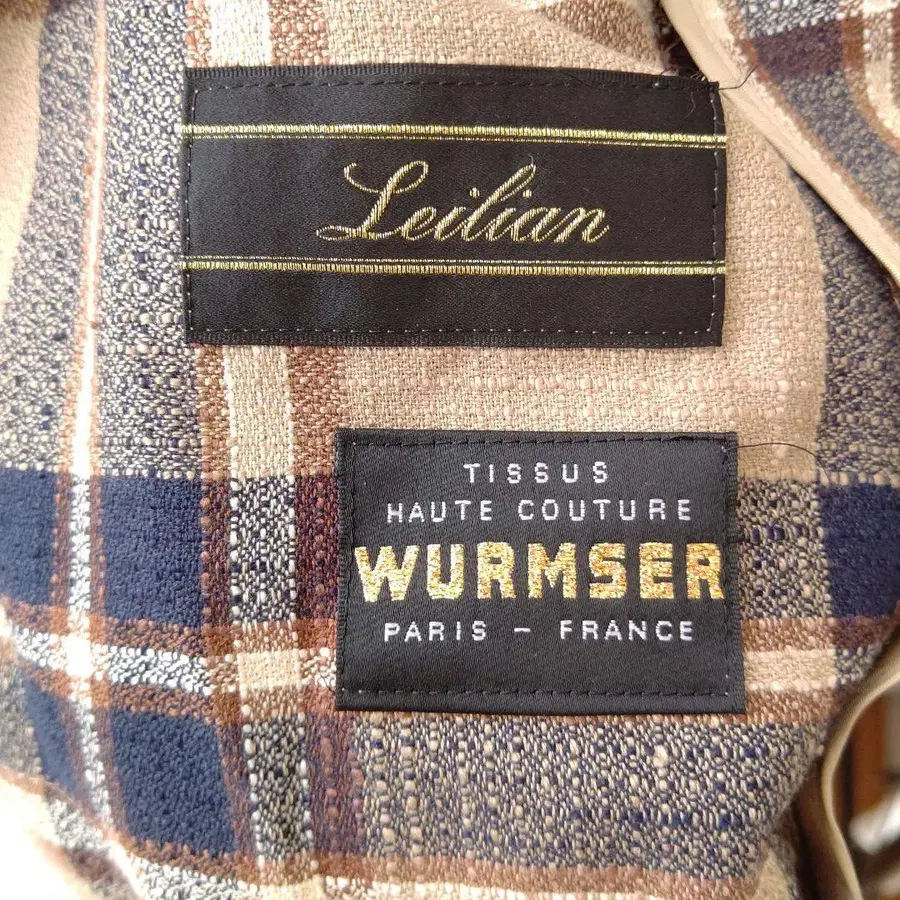 Leilian
TISSUS
HAUTE COUTURE
WURMSER
PARIS – FRANCE